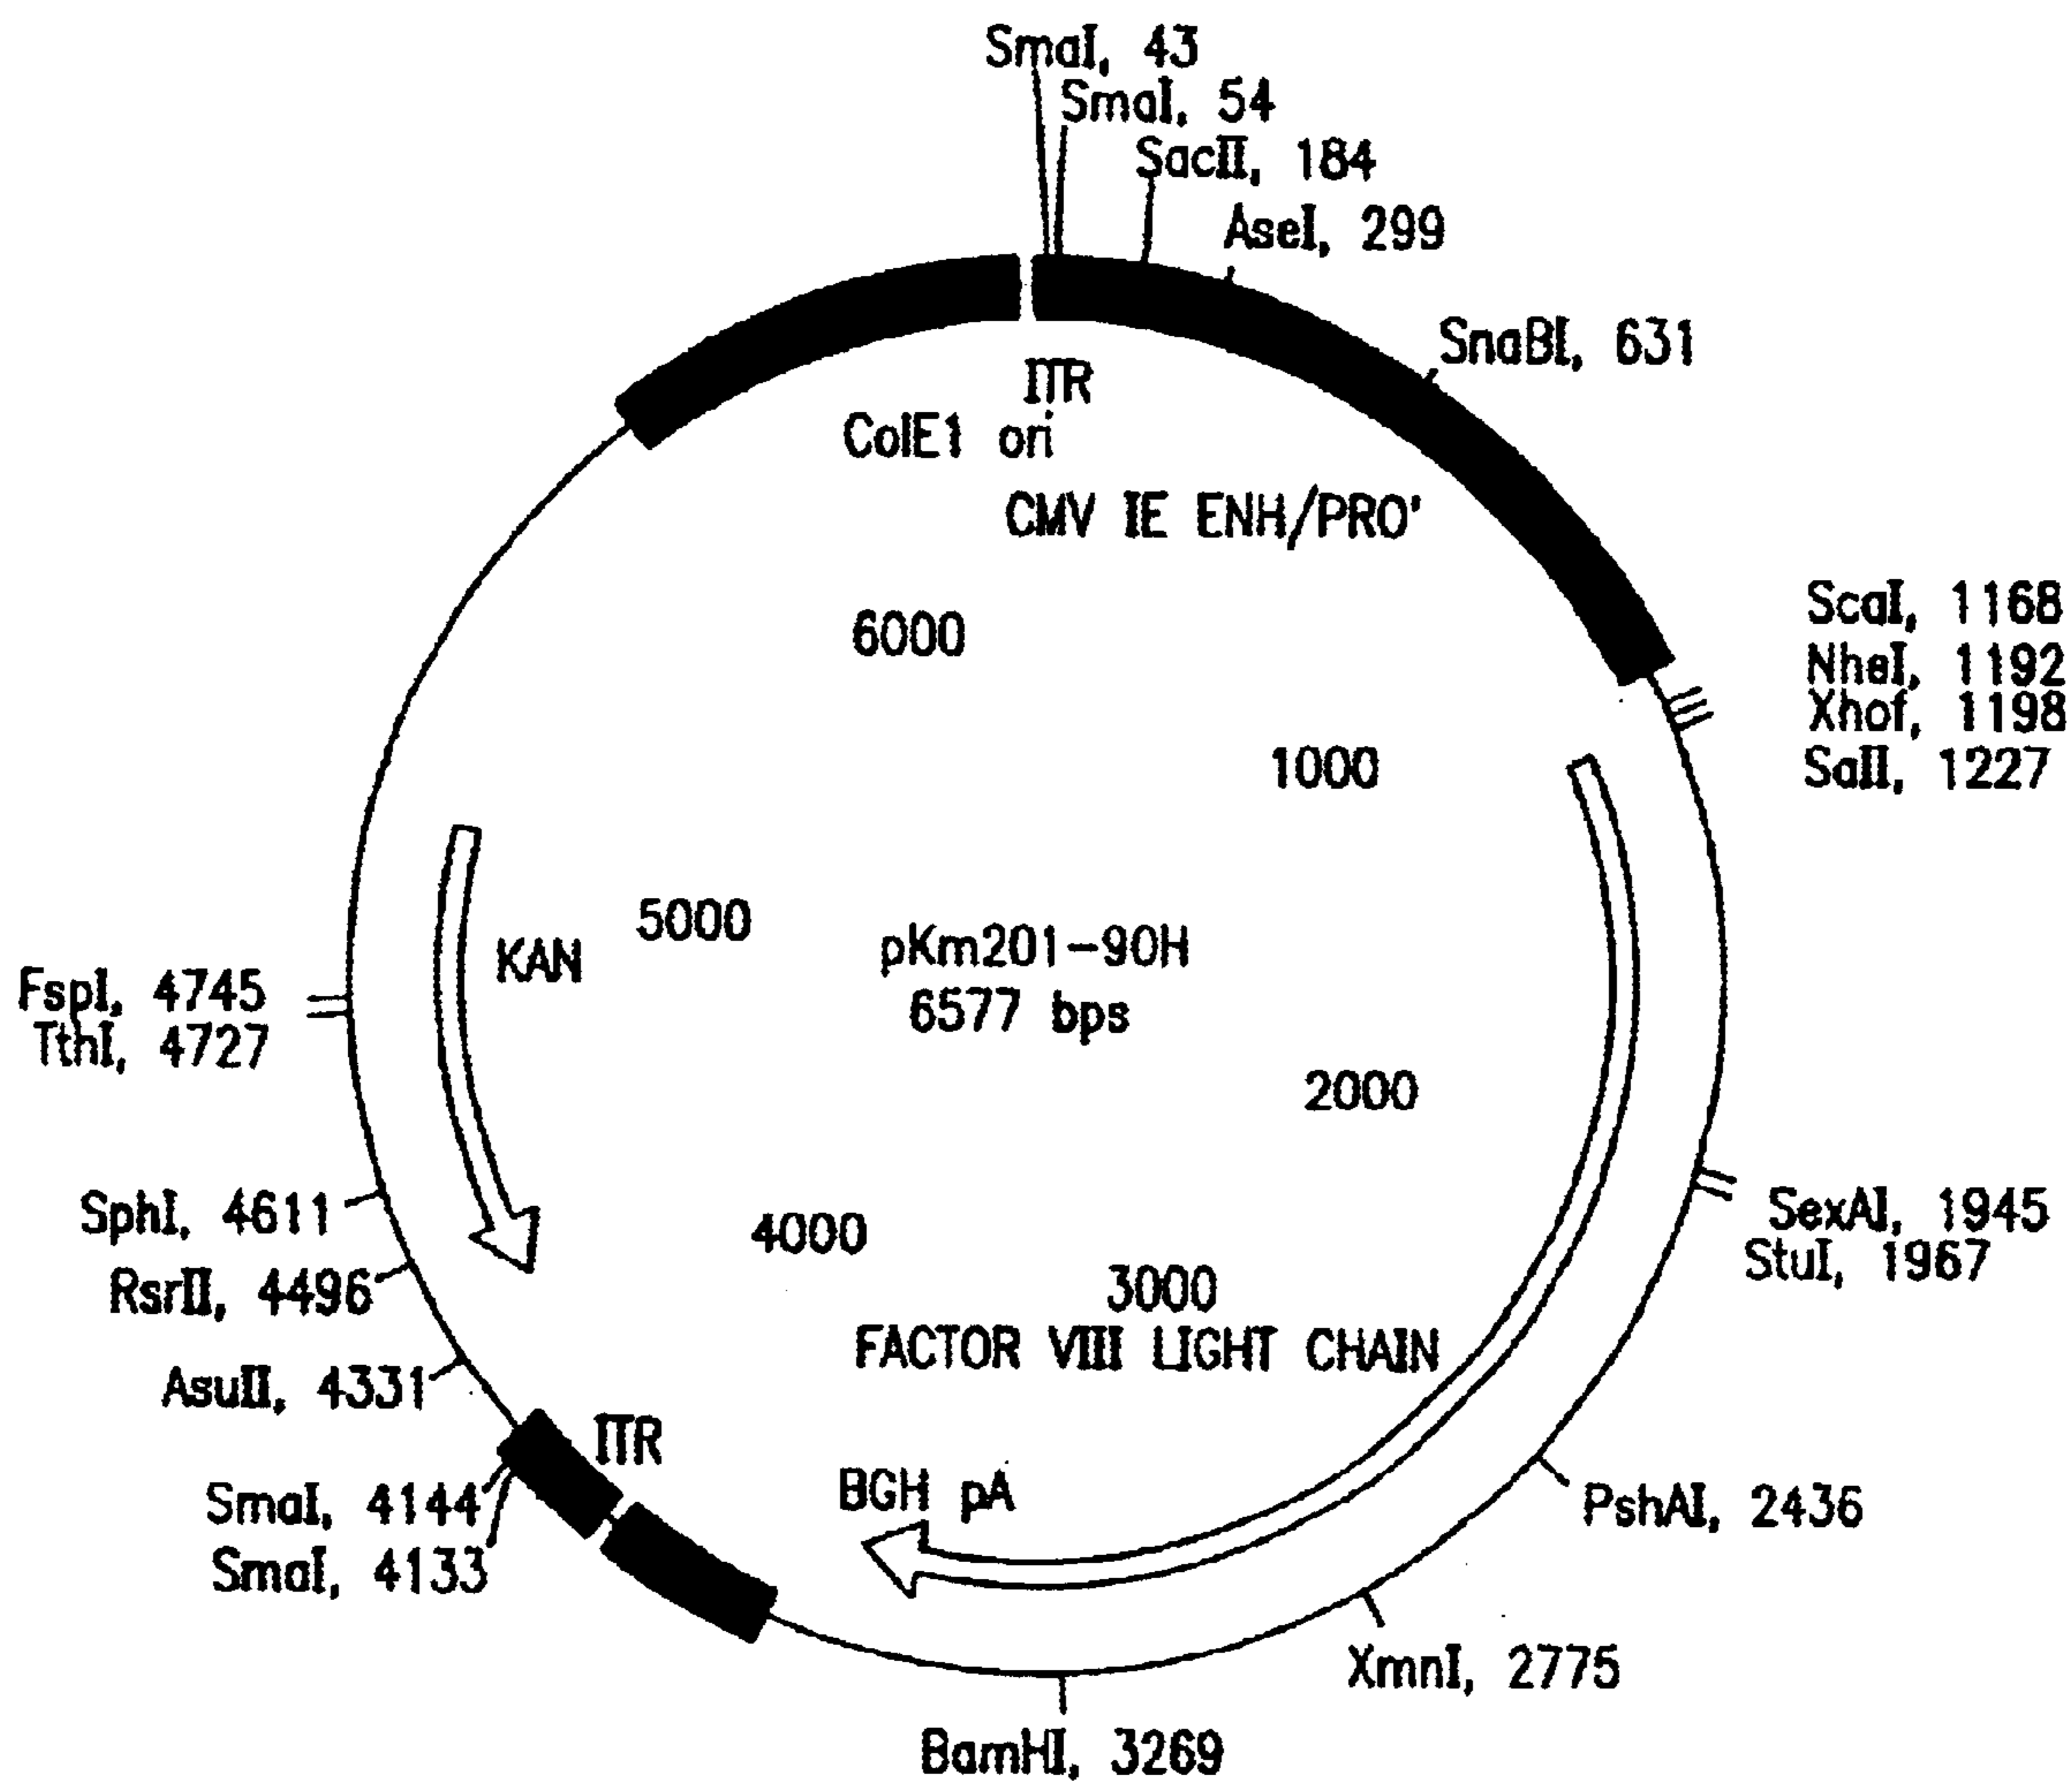 SmaI, 43
SmaI, 54
SacII, 184
AseI, 299
SnaBI, 631
ITR
ColE1 ori
CMV IE ENH/PRO'
ScaI, 1168
NheI, 1192
Xhof, 1198
SalI, 1227
6000
1000
5000
KAN
pKm201-90H
6577 bps
FspI, 4745
TthI, 4727
2000
SphI, 4611
RsrII, 4496
AsuII, 4331
4000
3000
SexAI, 1945
StuI, 1967
FACTOR VIII LIGHT CHAIN
ITR
BGH pA
SmaI, 4144
SmaI, 4133
PshAI, 2436
XmnI, 2775
BamHI, 3269